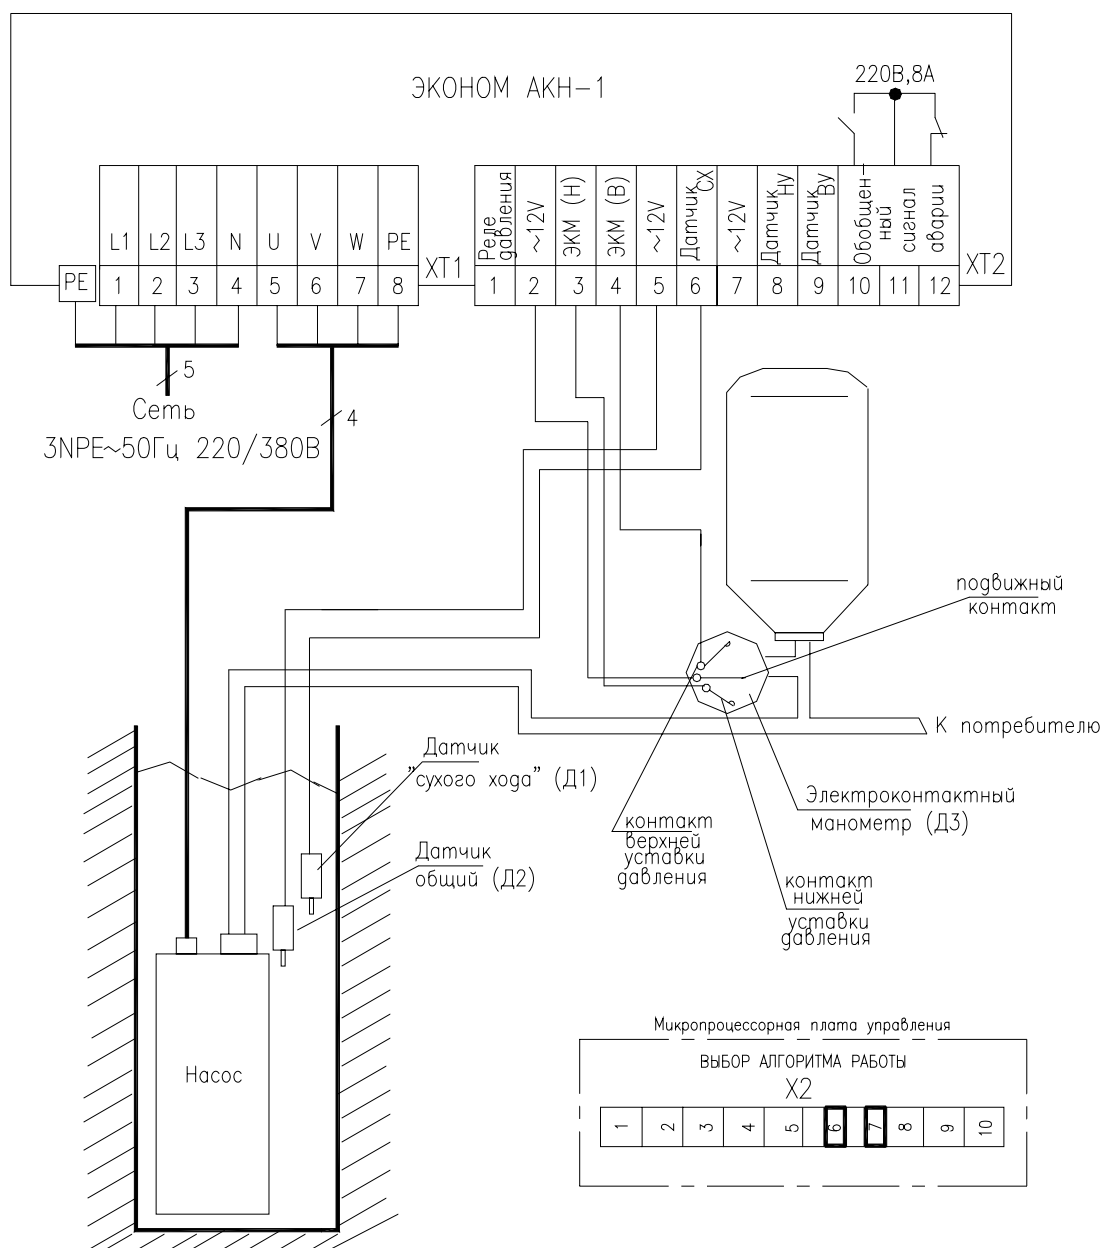 ЭКОНОМ АКН-1
220В,8А
L1
L2
L3
N
U
V
W
PE
Реле
давления
~12V
ЭКМ (Н)
ЭКМ (В)
~12V
Датчик
СХ
~12V
Датчик
НУ
Датчик
ВУ
Обобщен-
ный
сигнал
аварии
PE
1
2
3
4
5
6
7
8
XT1
1
2
3
4
5
6
7
8
9
10
11
12
XT2
5
Сеть
3NPE~50Гц 220/380В
4
подвижный
контакт
К потребителю
Датчик
"сухого хода" (Д1)
Электроконтактный
манометр (Д3)
контакт
верхней
уставки
давления
Датчик
общий (Д2)
контакт
нижней
уставки
давления
Насос
Микропроцессорная плата управления
ВЫБОР АЛГОРИТМА РАБОТЫ
X2
1
2
3
4
5
6
7
8
9
10